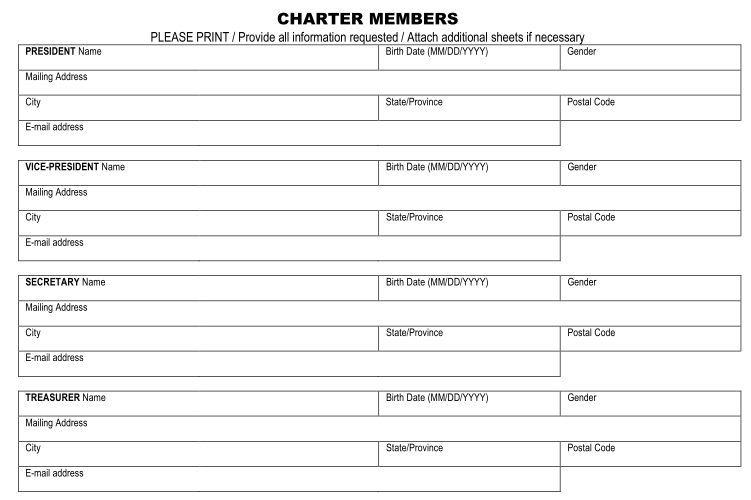 CHARTER MEMBERS
PLEASE PRINT / Provide all information requested / Attach additional sheets if necessary
PRESIDENT Name Birth Date (MM/DD/YYYY) Gender
Mailing Address
City State/Province Postal Code
E-mail address
VICE-PRESIDENT Name Birth Date (MM/DD/YYYY) Gender
Mailing Address
City State/Province Postal Code
E-mail address
SECRETARY Name Birth Date (MM/DD/YYYY) Gender
Mailing Address
City State/Province Postal Code
E-mail address
TREASURER Name Birth Date (MM/DD/YYYY) Gender
Mailing Address
City State/Province Postal Code
E-mail address